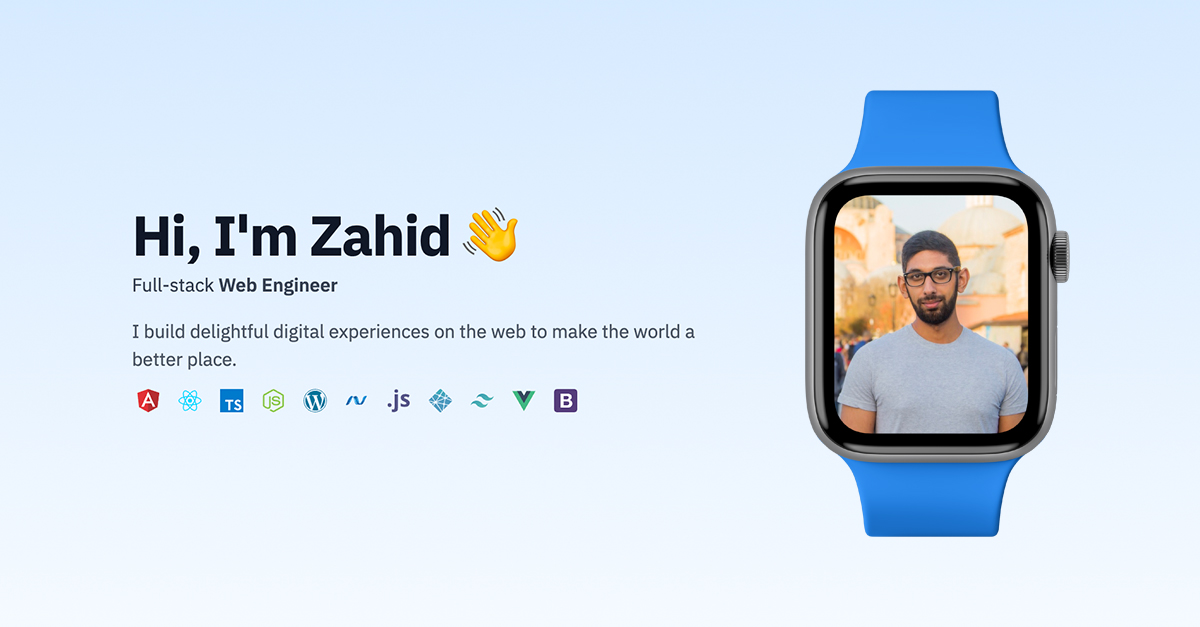 Hi, I'm Zahid 👋
Full-stack Web Engineer
I build delightful digital experiences on the web to make the world a
better place.
A TS JS W .js B